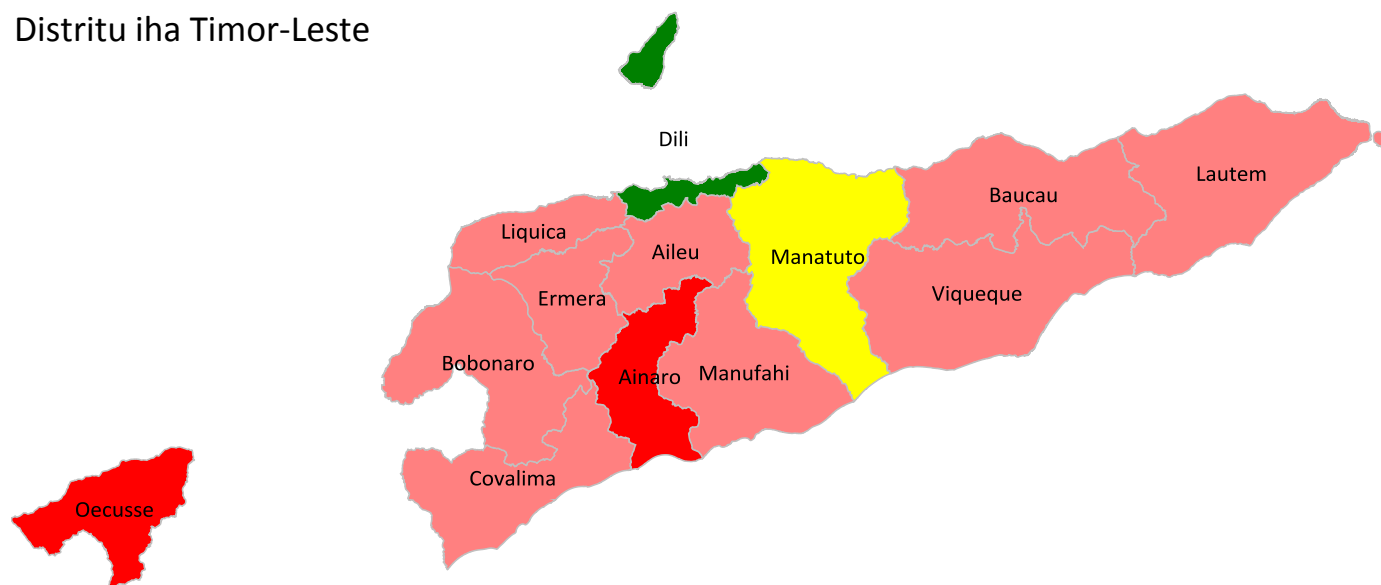 Distritu iha Timor-Leste
Dili
Lautem
Baucau
Liquica
Aileu
Manatuto
Ermera
Viqueque
Bobonaro
Ainaro
Manufahi
Covalima
Oecusse